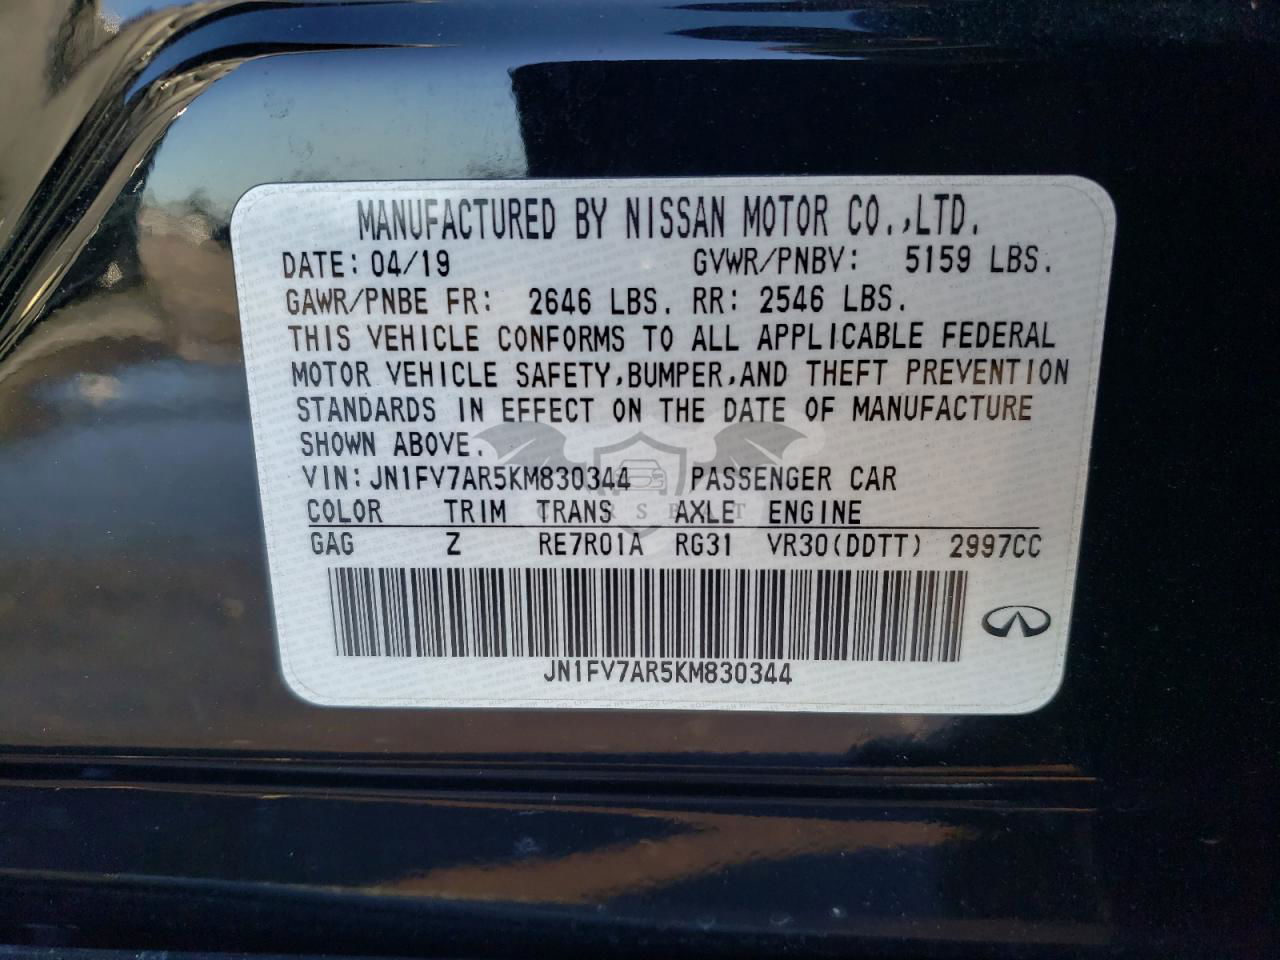 MANUFACTURED BY NISSAN MOTOR CO.,LTD.
DATE: 04/19 GVWR/PNBV: 5159 LBS.
GAWR/PNBE FR: 2646 LBS. RR: 2546 LBS.
THIS VEHICLE CONFORMS TO ALL APPLICABLE FEDERAL
MOTOR VEHICLE SAFETY,BUMPER,AND THEFT PREVENTION
STANDARDS IN EFFECT ON THE DATE OF MANUFACTURE
SHOWN ABOVE.
VIN:JN1FV7AR5KM830344 PASSENGER CAR
COLOR TRIM TRANS AXLE ENGINE
GAG Z RE7R01A RG31 VR30(DDTT) 2997CC
JN1FV7AR5KM830344